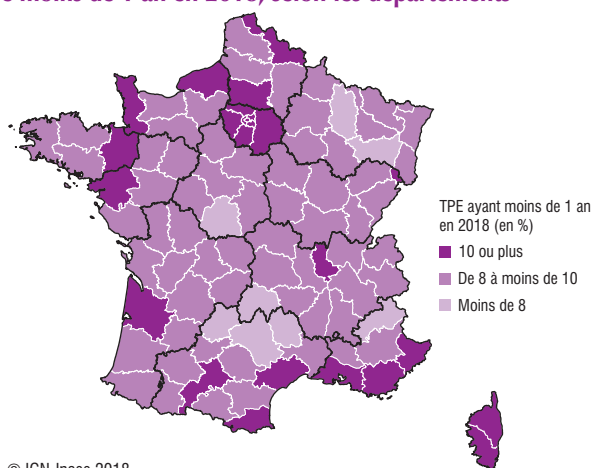 moins de 1 an en 2018, selon les départements
TPE ayant moins de 1 an
en 2018 (en %)
10 ou plus
De 8 à moins de 10
Moins de 8
© IGN-Insee 2018